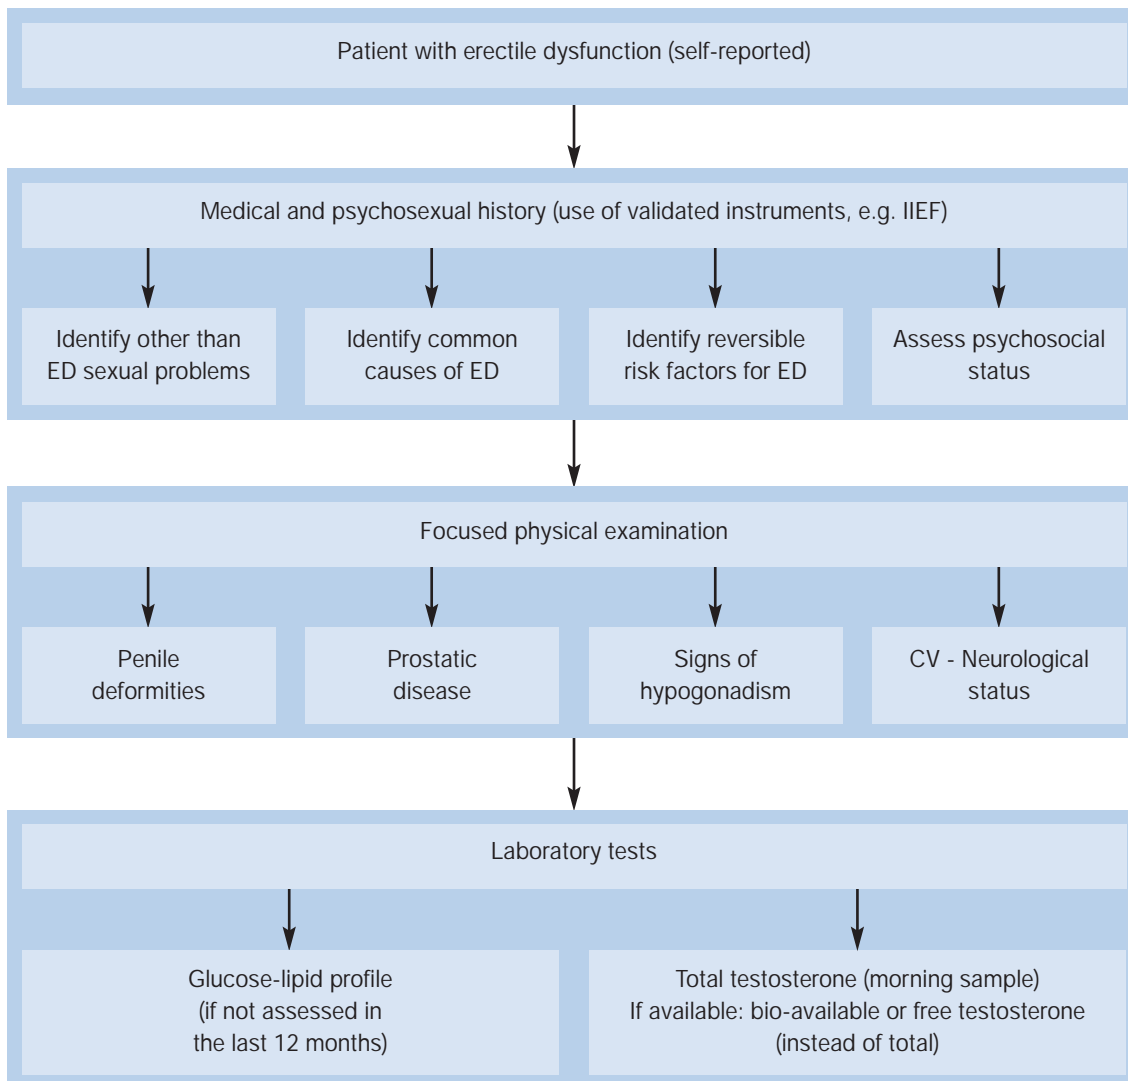 Patient with erectile dysfunction (self-reported)
Medical and psychosexual history (use of validated instruments, e.g. IIEF)
Identify other than
ED sexual problems
Identify common
causes of ED
Identify reversible
risk factors for ED
Assess psychosocial
status
Focused physical examination
Penile
deformities
Prostatic
disease
Signs of
hypogonadism
CV - Neurological
status
Laboratory tests
Glucose-lipid profile
(if not assessed in
the last 12 months)
Total testosterone (morning sample)
If available: bio-available or free testosterone
(instead of total)